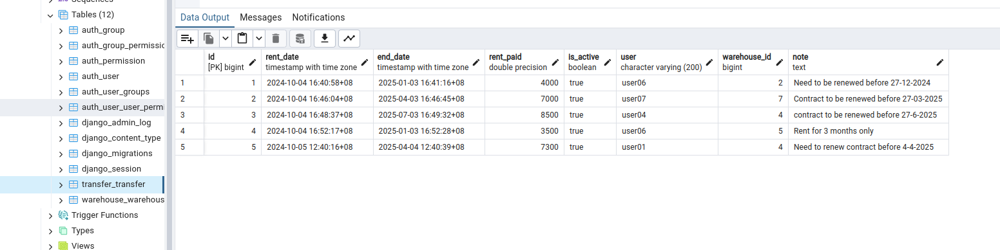 Sequences
Tables (12)
auth_group
auth_group_permissic
auth_permission
auth_user
auth_user_groups
auth_user_user_permi
django_admin_log
django_content_type
django_migrations
django_session
transfer_transfer
warehouse_warehous
Trigger Functions
Types
Views
Data Output Messages Notifications
id rent_date end_date rent_paid is_active user warehouse_id note
[PK] bigint timestamp with time zone timestamp with time zone double precision boolean character varying (200) bigint text
1 1 2024-10-04 16:40:58+08 2025-01-03 16:41:16+08 4000 true user06 2 Need to be renewed before 27-12-2024
2 2 2024-10-04 16:46:04+08 2025-04-03 16:46:45+08 7000 true user07 7 Contract to be renewed before 27-03-2025
3 3 2024-10-04 16:48:37+08 2025-07-03 16:49:32+08 8500 true user04 4 contract to be renewed before 27-6-2025
4 4 2024-10-04 16:52:17+08 2025-01-03 16:52:28+08 3500 true user06 5 Rent for 3 months only
5 5 2024-10-05 12:40:16+08 2025-04-04 12:40:39+08 7300 true user01 4 Need to renew contract before 4-4-2025